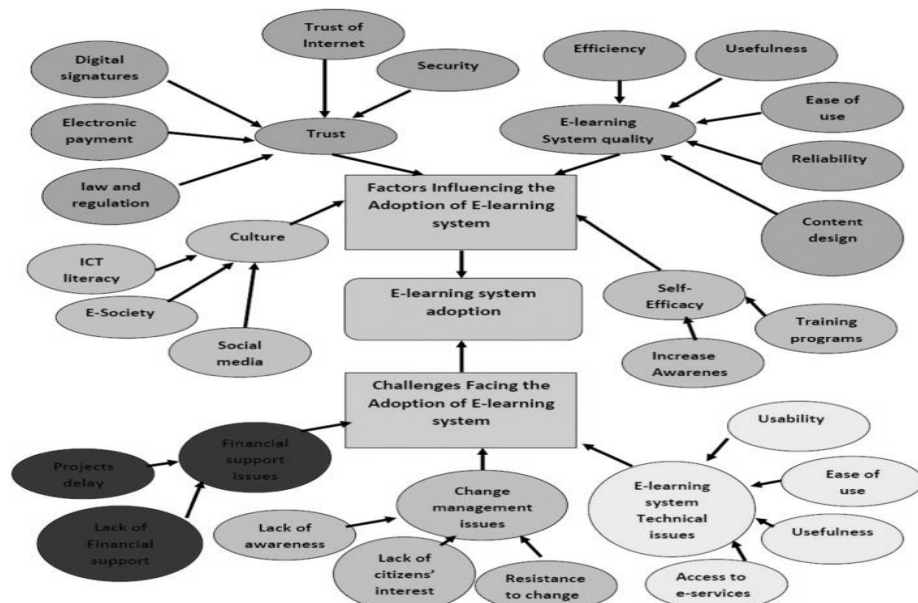 Trust of
Internet
Efficiency
Usefulness
Digital
signatures
Security
Ease of
use
Electronic
payment
Trust
E-learning
System quality
Reliability
law and
regulation
Factors Influencing the
Adoption of E-learning
system
Content
design
Culture
ICT
literacy
E-Society
Social
media
E-learning system
adoption
Self-
Efficacy
Training
programs
Increase
Awarenes
Challenges Facing the
Adoption of E-learning
system
Financial
support
issues
Projects
delay
Lack of
Financial
support
Change
management
issues
Lack of
awareness
Lack of
citizens'
interest
Resistance
to change
Usability
E-learning
system
Technical
issues
Ease of
use
Usefulness
Access to
e-services